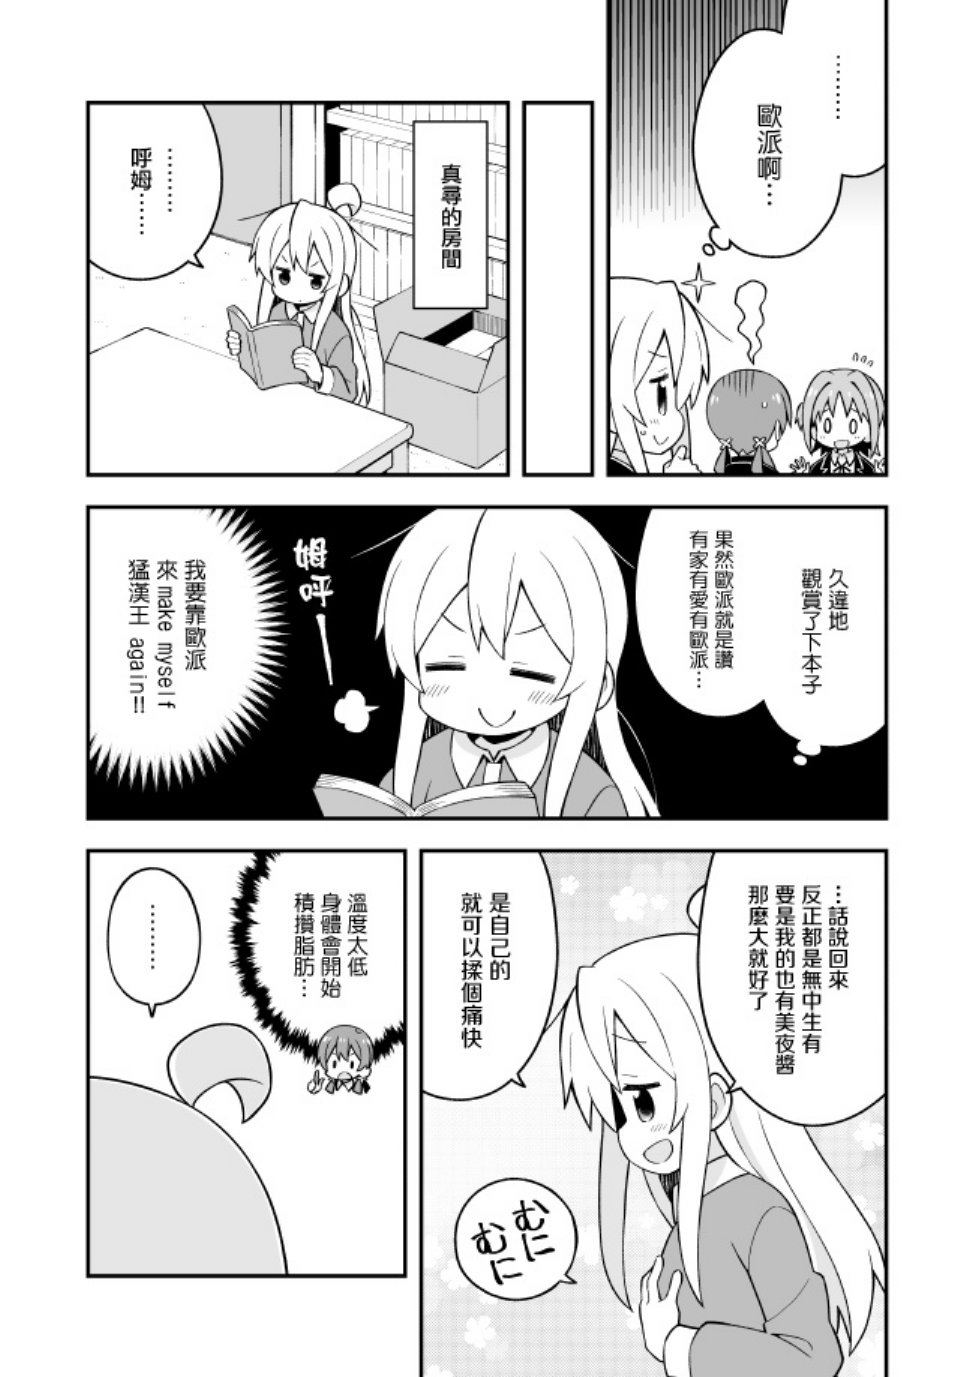 ………
歐派啊…
真尋的房間
………
呼姆……
久違地
觀賞了下本子
果然歐派就是讚
有家有愛有歐派…
姆呼ー
我要靠歐派
來make myself
猛漢王 again!!
…話說回來
反正都是無中生有
要是我的也有美夜醬
那麼大就好了
是自己的
就可以揉個痛快
むに
むに
溫度太低
身體會開始
積攢脂肪…
………